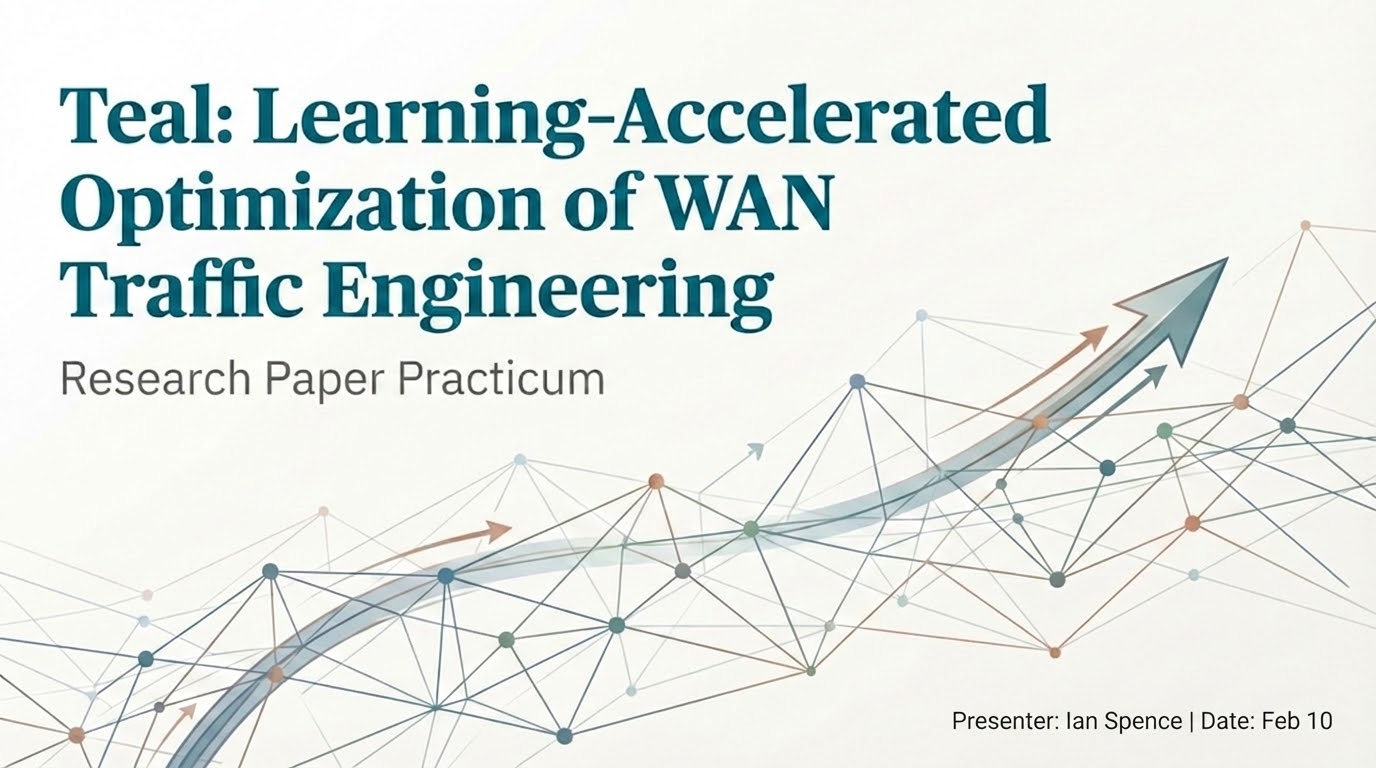 Teal: Learning-Accelerated
Optimization of WAN
Traffic Engineering
Research Paper Practicum
Presenter: Ian Spence | Date: Feb 10